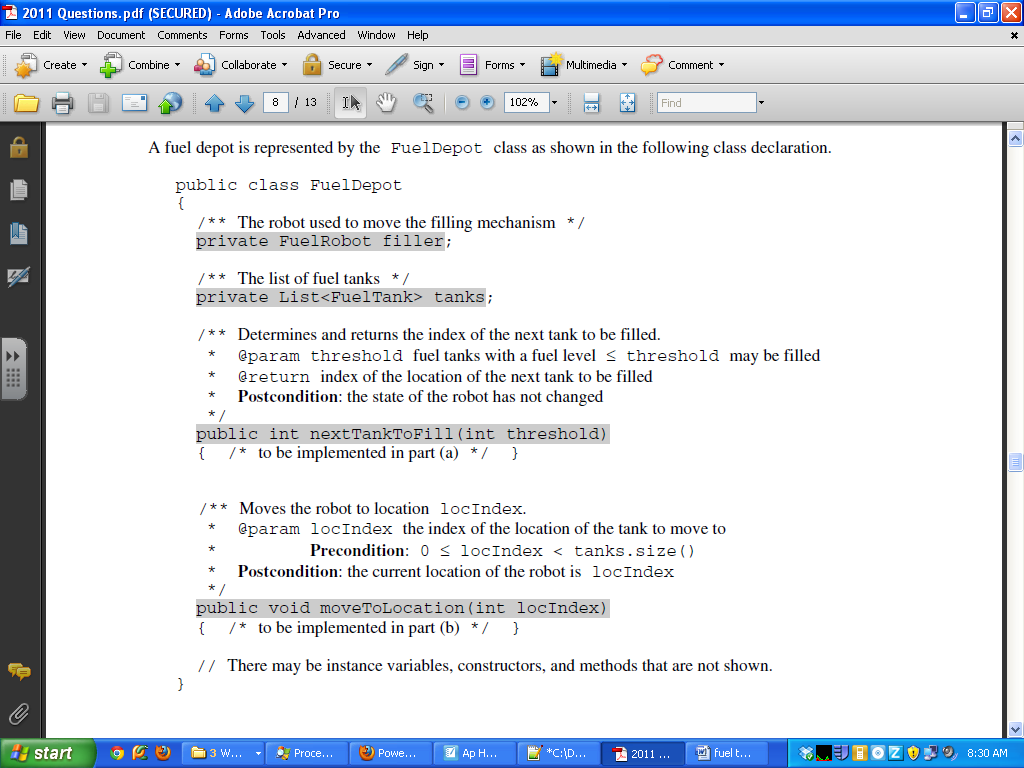 2011 Questions.pdf (SECURED) - Adobe Acrobat Pro
File Edit View Document Comments Forms Tools Advanced Window Help
Create Combine Collaborate Secure Sign Forms Multimedia Comment
8 / 13 102% Find
A fuel depot is represented by the FuelDepot class as shown in the following class declaration.
public class FuelDepot
{
/** The robot used to move the filling mechanism */
private FuelRobot filler;
/** The list of fuel tanks */
private List<FuelTank> tanks;
/** Determines and returns the index of the next tank to be filled.
* @param threshold fuel tanks with a fuel level ≤ threshold may be filled
* @return index of the location of the next tank to be filled
* Postcondition: the state of the robot has not changed
*/
public int nextTankToFill(int threshold)
{ /* to be implemented in part (a) */ }
/** Moves the robot to location locIndex.
* @param locIndex the index of the location of the tank to move to
* Precondition: 0 ≤ locIndex < tanks.size()
* Postcondition: the current location of the robot is locIndex
*/
public void moveToLocation(int locIndex)
{ /* to be implemented in part (b) */ }
// There may be instance variables, constructors, and methods that are not shown.
}
start 3 W... Proce... Powe... Ap H... *C:\D... 2011 ... fuel t... 8:30 AM